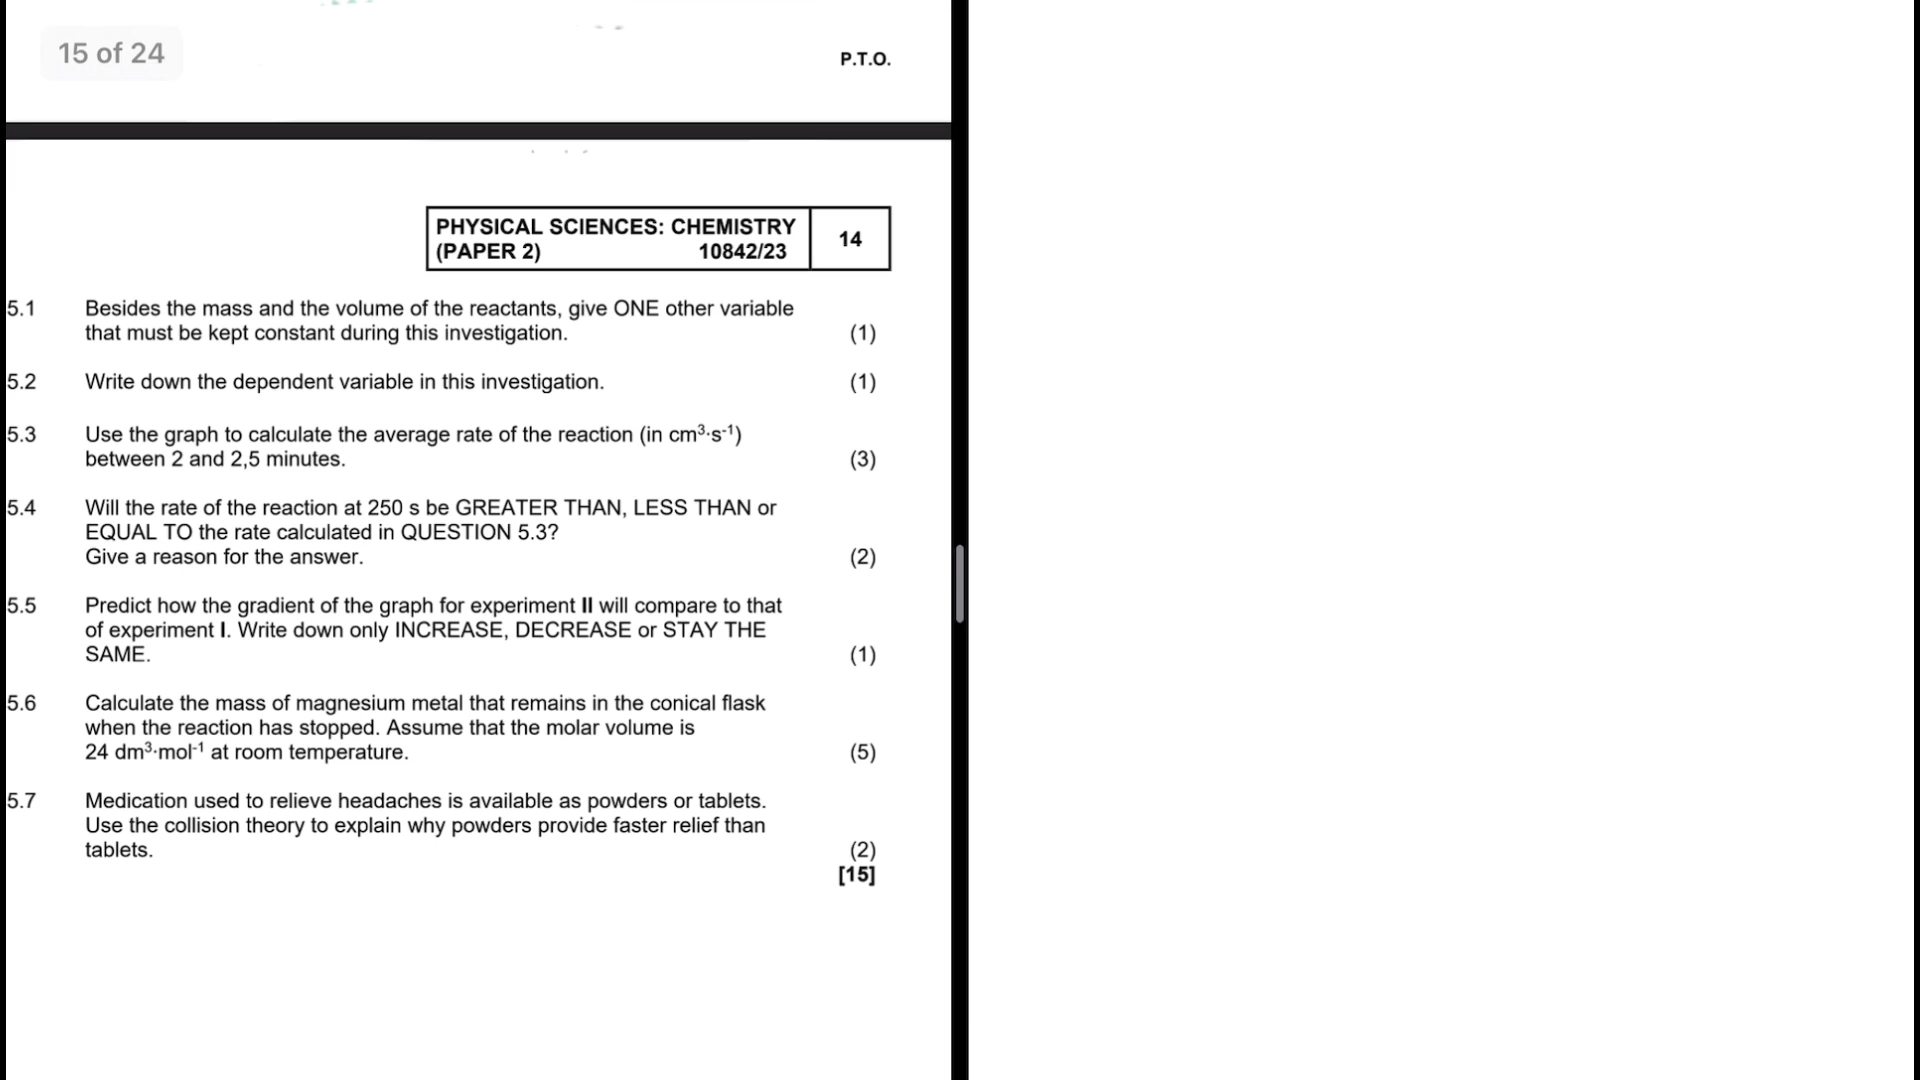 15 of 24
P.T.O.
PHYSICAL SCIENCES: CHEMISTRY
(PAPER 2) 10842/23
14
5.1 Besides the mass and the volume of the reactants, give ONE other variable
that must be kept constant during this investigation. (1)
5.2 Write down the dependent variable in this investigation. (1)
5.3 Use the graph to calculate the average rate of the reaction (in cm³·s⁻¹)
between 2 and 2,5 minutes. (3)
5.4 Will the rate of the reaction at 250 s be GREATER THAN, LESS THAN or
EQUAL TO the rate calculated in QUESTION 5.3?
Give a reason for the answer. (2)
5.5 Predict how the gradient of the graph for experiment II will compare to that
of experiment I. Write down only INCREASE, DECREASE or STAY THE
SAME. (1)
5.6 Calculate the mass of magnesium metal that remains in the conical flask
when the reaction has stopped. Assume that the molar volume is
24 dm³·mol⁻¹ at room temperature. (5)
5.7 Medication used to relieve headaches is available as powders or tablets.
Use the collision theory to explain why powders provide faster relief than
tablets. (2)
[15]